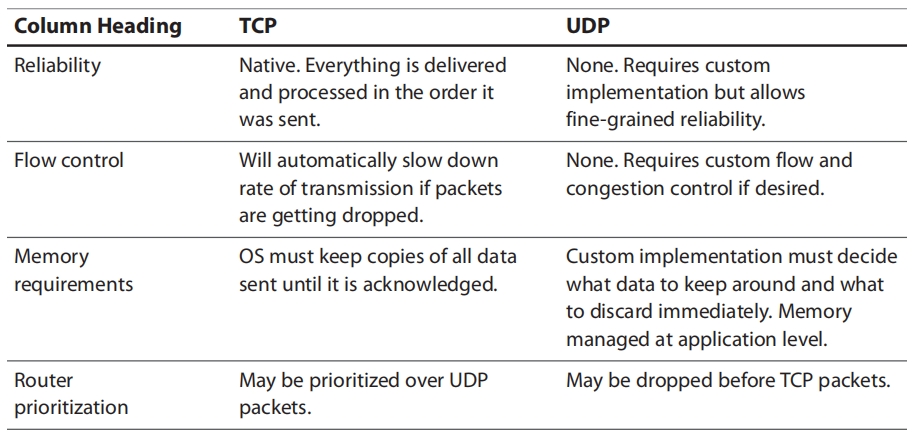 Column Heading TCP UDP
Reliability Native. Everything is delivered None. Requires custom
and processed in the order it implementation but allows
was sent. fine-grained reliability.
Flow control Will automatically slow down None. Requires custom flow and
rate of transmission if packets congestion control if desired.
are getting dropped.
Memory OS must keep copies of all data Custom implementation must decide
requirements sent until it is acknowledged. what data to keep around and what
to discard immediately. Memory
managed at application level.
Router May be prioritized over UDP May be dropped before TCP packets.
prioritization packets.